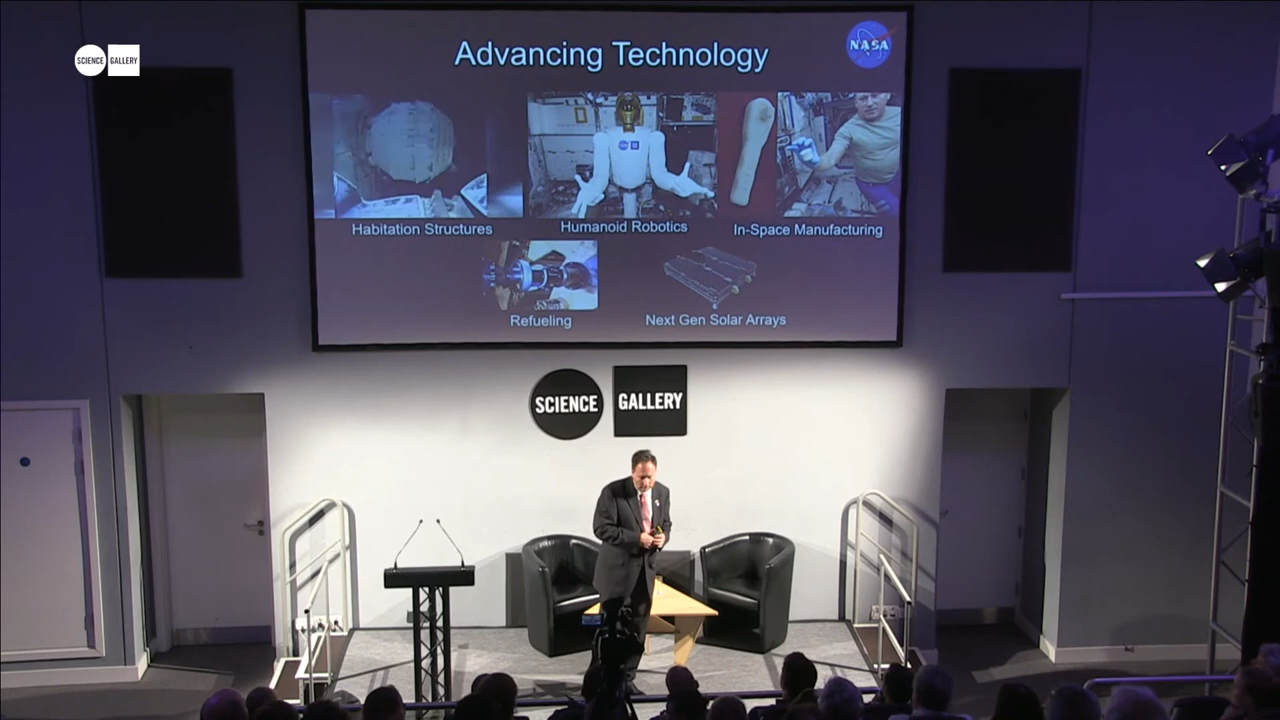 SCIENCE
GALLERY
Advancing Technology
NASA
Habitation Structures
Humanoid Robotics
In-Space Manufacturing
Refueling
Next Gen Solar Arrays
SCIENCE
GALLERY